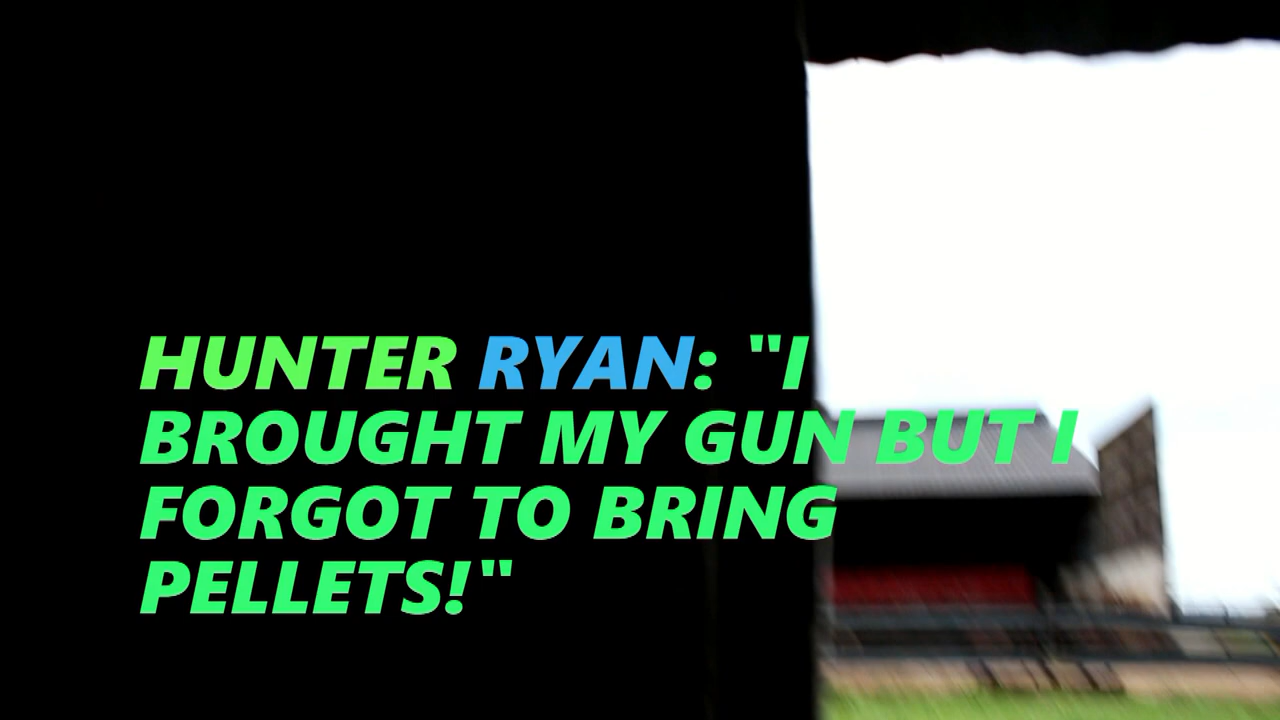 HUNTER RYAN: "I
BROUGHT MY GUN BUT I
FORGOT TO BRING
PELLETS!"